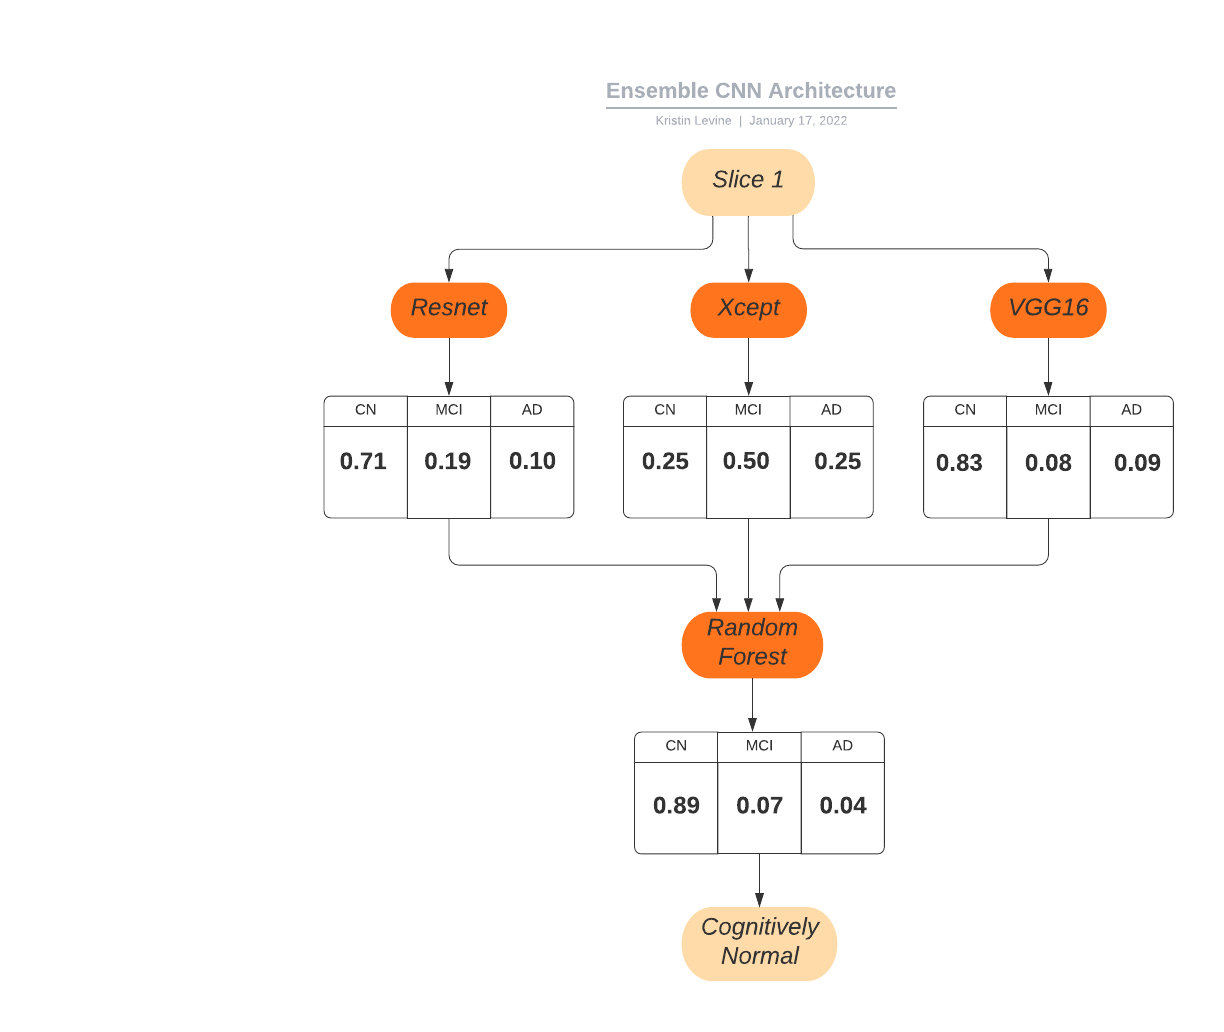 Ensemble CNN Architecture
Kristin Levine | January 17, 2022
Slice 1
Resnet
Xcept
VGG16
CN MCI AD
0.71 0.19 0.10
CN MCI AD
0.25 0.50 0.25
CN MCI AD
0.83 0.08 0.09
Random
Forest
CN MCI AD
0.89 0.07 0.04
Cognitively
Normal